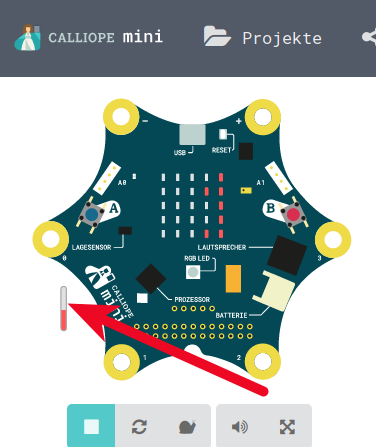 CALLIOPE mini
Projekte
− +
USB
RESET
A0
A1
A
B
LAGESENSOR
LAUTSPRECHER
0
3
RGB LED
CALLIOPE
mini
PROZESSOR
BATTERIE
1
2